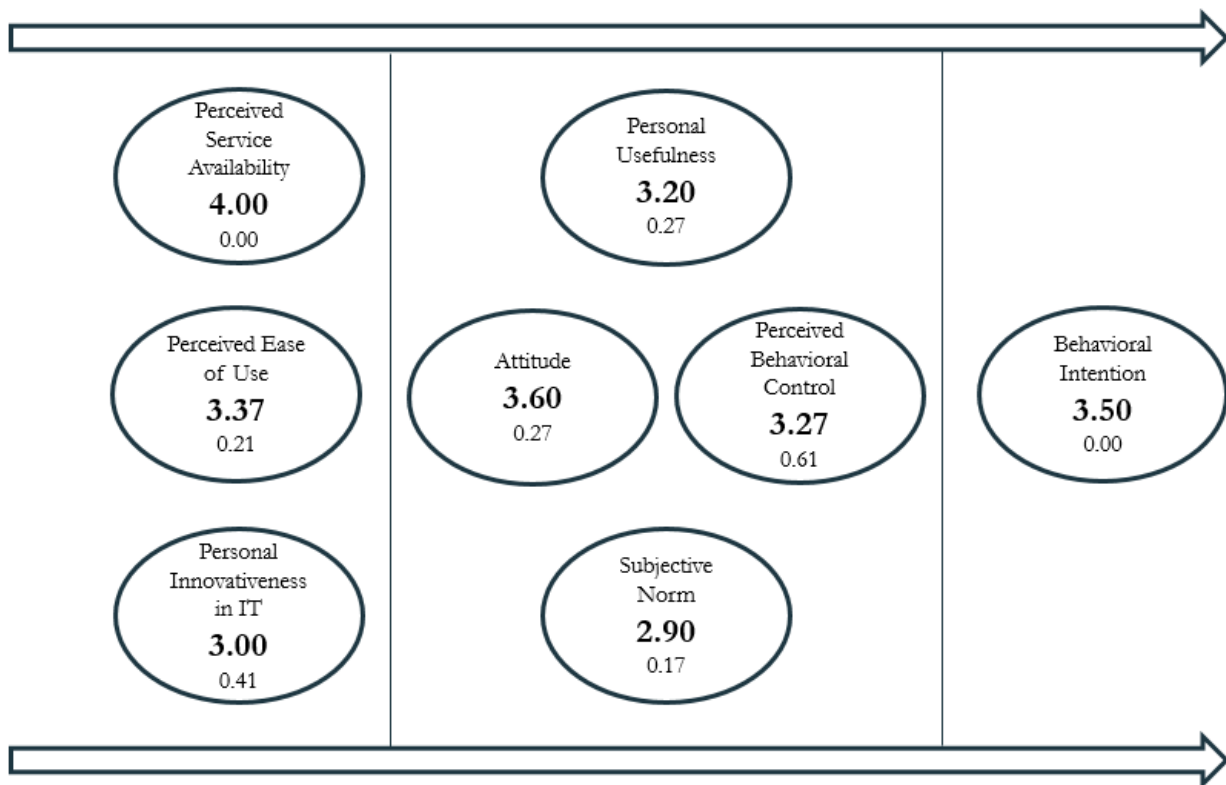 Perceived
Service
Availability
4.00
0.00
Personal
Usefulness
3.20
0.27
Perceived Ease
of Use
3.37
0.21
Attitude
3.60
0.27
Perceived
Behavioral
Control
3.27
0.61
Behavioral
Intention
3.50
0.00
Personal
Innovativeness
in IT
3.00
0.41
Subjective
Norm
2.90
0.17